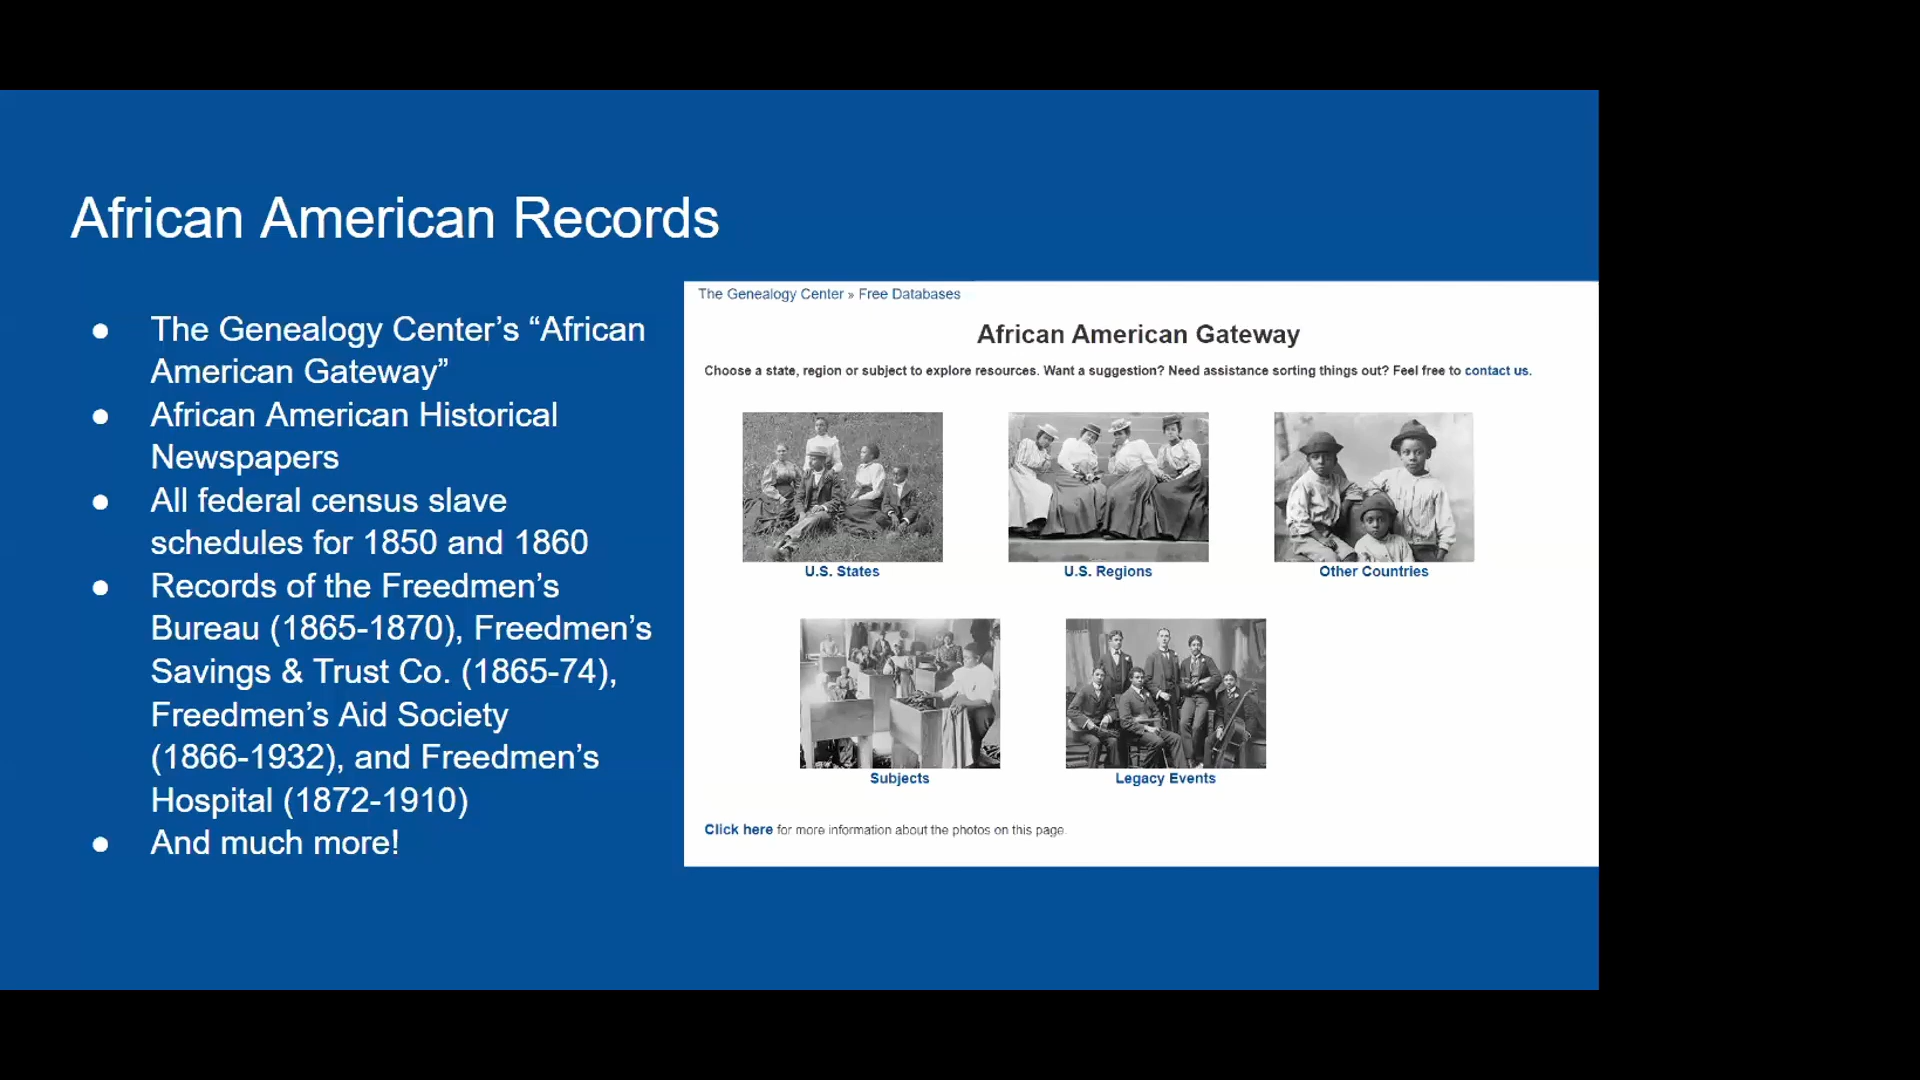 African American Records
● The Genealogy Center’s “African
American Gateway”
● African American Historical
Newspapers
● All federal census slave
schedules for 1850 and 1860
● Records of the Freedmen’s
Bureau (1865-1870), Freedmen’s
Savings & Trust Co. (1865-74),
Freedmen’s Aid Society
(1866-1932), and Freedmen’s
Hospital (1872-1910)
● And much more!
The Genealogy Center » Free Databases
African American Gateway
Choose a state, region or subject to explore resources. Want a suggestion? Need assistance sorting things out? Feel free to contact us.
U.S. States
U.S. Regions
Other Countries
Subjects
Legacy Events
Click here for more information about the photos on this page.